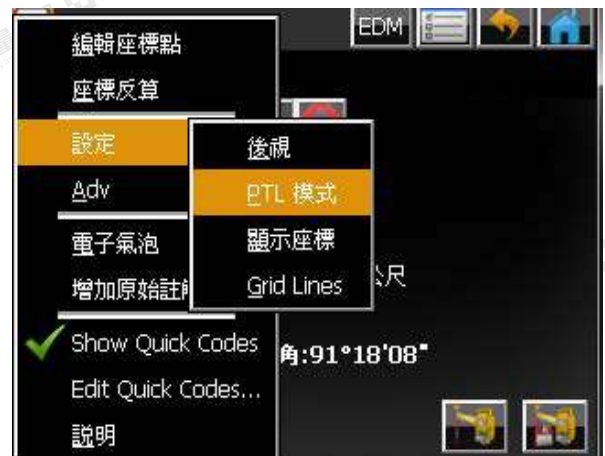 EDM
編輯座標點
座標反算
設定
後視
Adv
PTL 模式
電子氣泡
顯示座標
增加原始註
Grid Lines
公尺
Show Quick Codes
角:91°18'08"
Edit Quick Codes...
說明